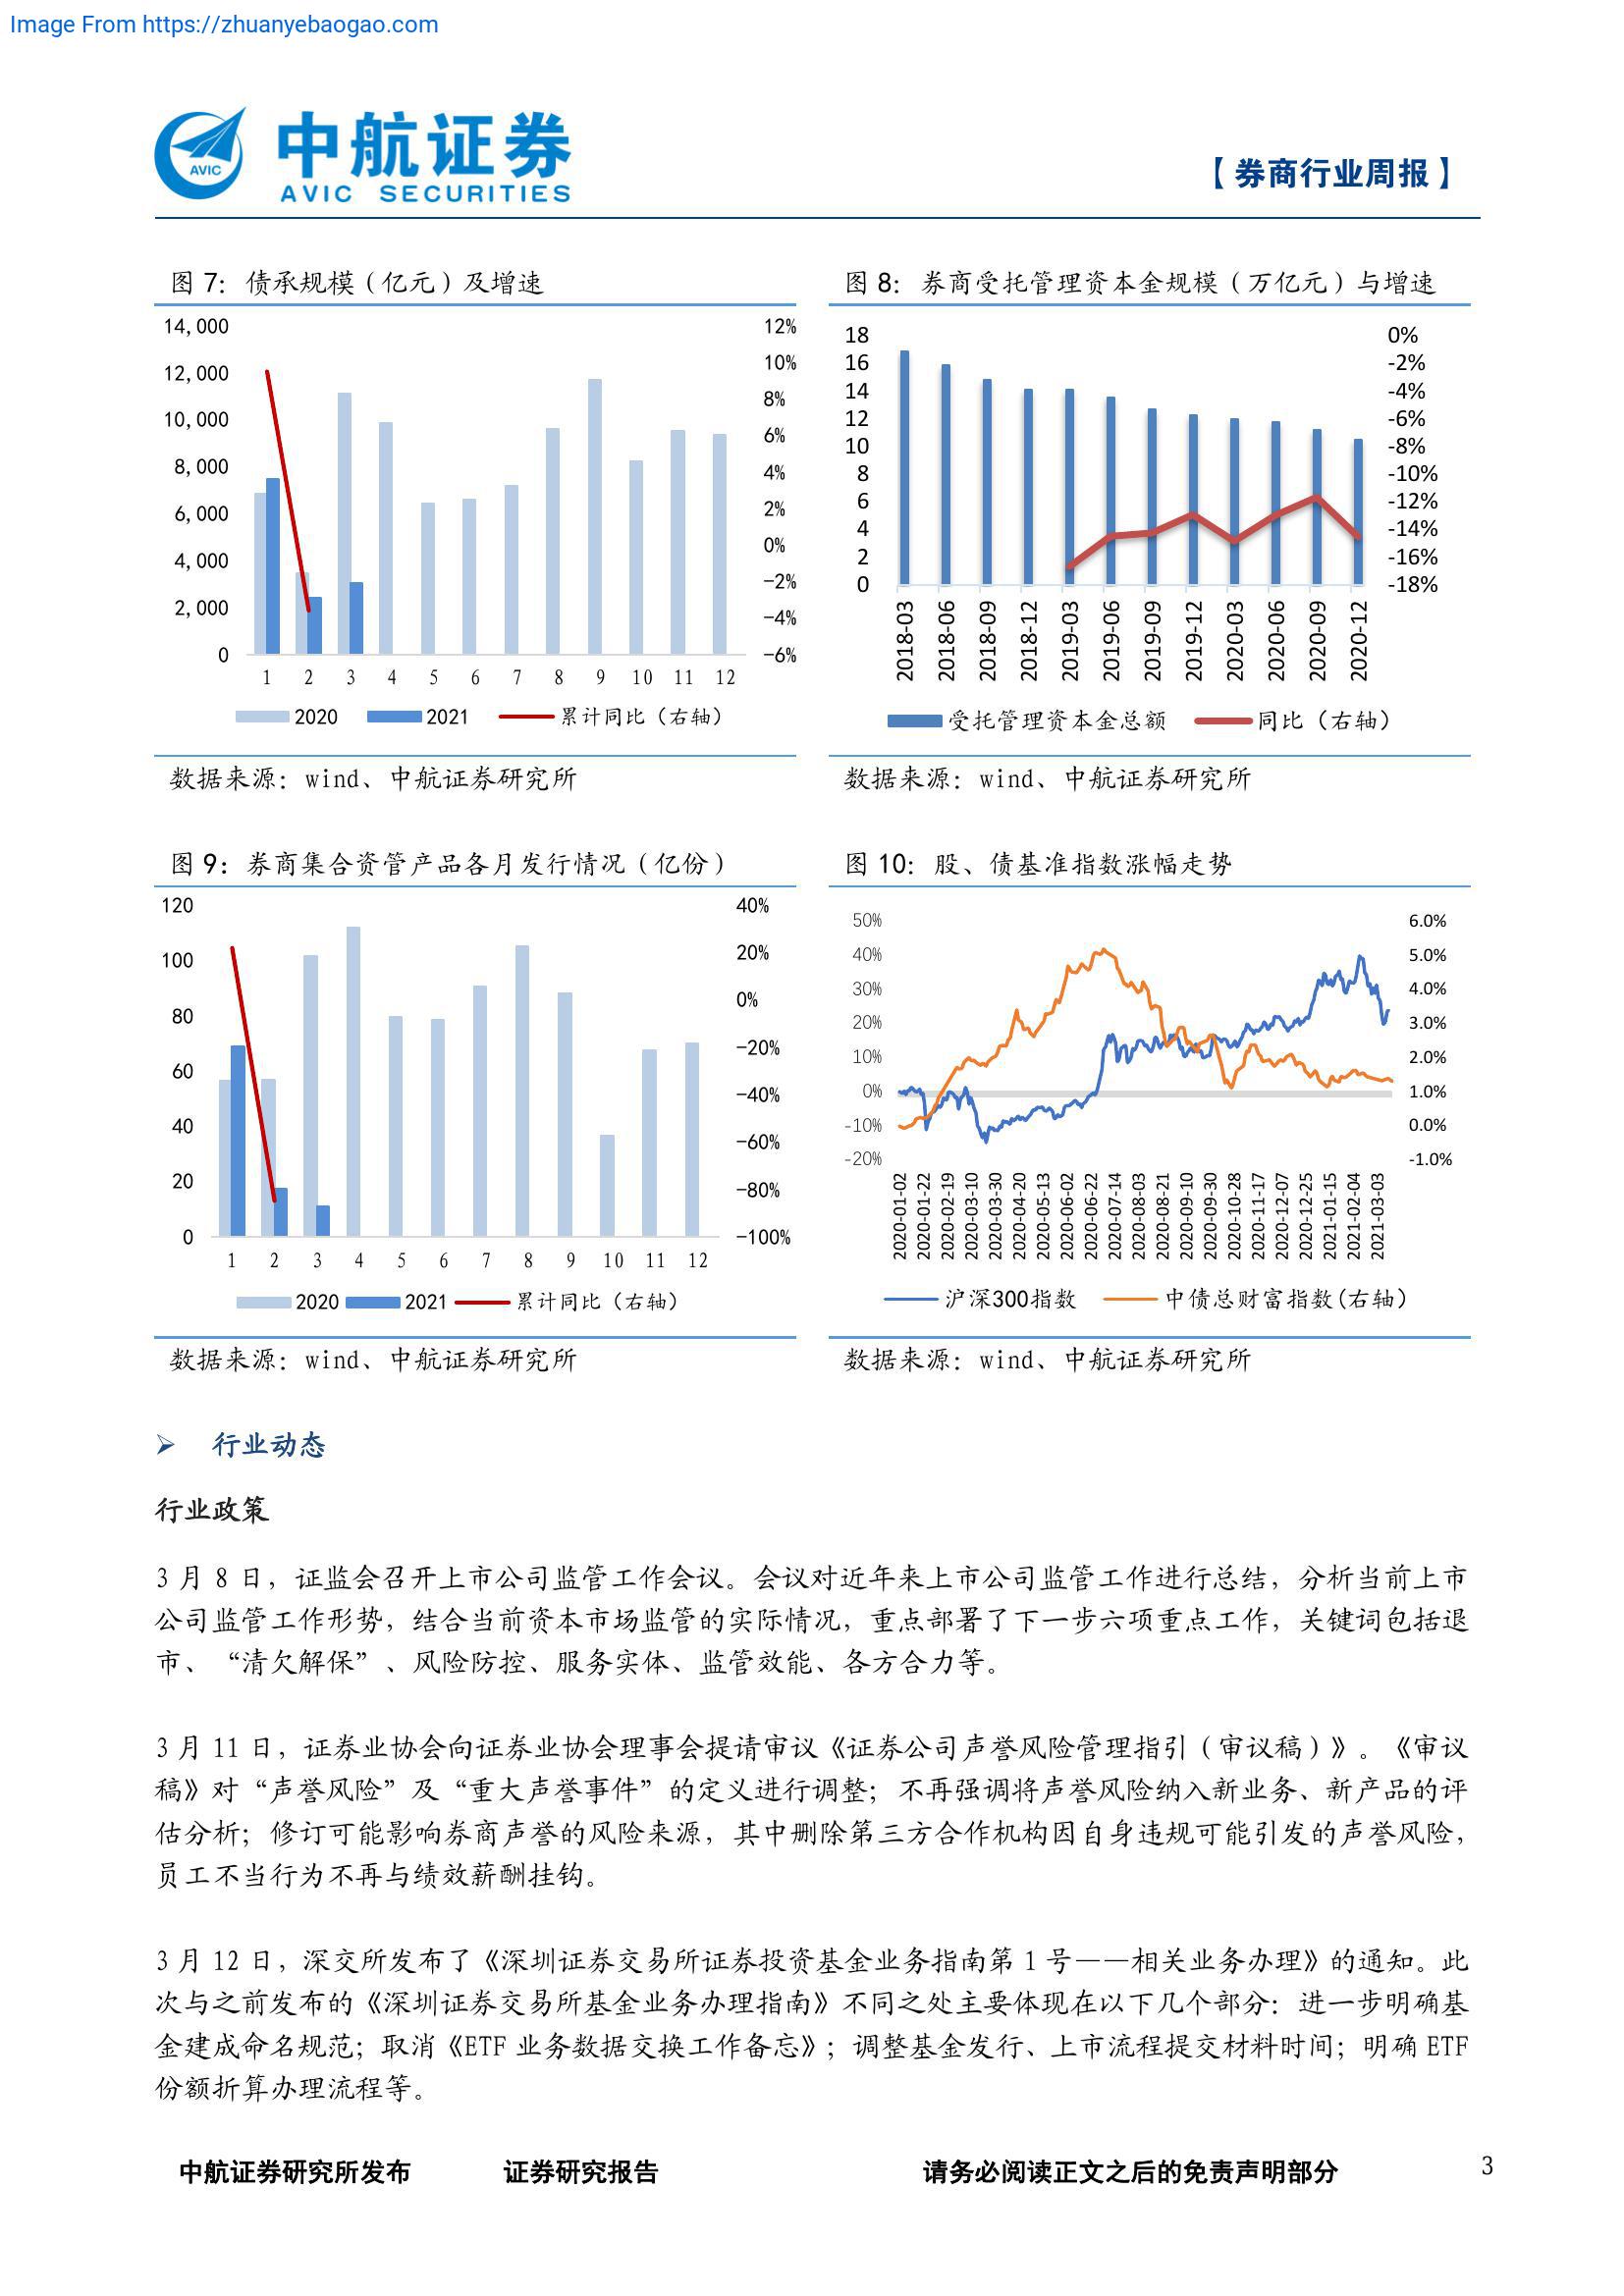 Image From https://zhuanyebaogao.com
AVIC
中航证券
AVIC SECURITIES
【券商行业周报】
图 7：债承规模（亿元）及增速
14,000
12,000
10,000
8,000
6,000
4,000
2,000
0
12%
10%
8%
6%
4%
2%
0%
-2%
-4%
-6%
1 2 3 4 5 6 7 8 9 10 11 12
2020 2021 累计同比（右轴）
数据来源：wind、中航证券研究所
图 8：券商受托管理资本金规模（万亿元）与增速
18
16
14
12
10
8
6
4
2
0
0%
-2%
-4%
-6%
-8%
-10%
-12%
-14%
-16%
-18%
2018-03 2018-06 2018-09 2018-12 2019-03 2019-06 2019-09 2019-12 2020-03 2020-06 2020-09 2020-12
受托管理资本金总额 同比（右轴）
数据来源：wind、中航证券研究所
图 9：券商集合资管产品各月发行情况（亿份）
120
100
80
60
40
20
0
40%
20%
0%
-20%
-40%
-60%
-80%
-100%
1 2 3 4 5 6 7 8 9 10 11 12
2020 2021 累计同比（右轴）
数据来源：wind、中航证券研究所
图 10：股、债基准指数涨幅走势
50%
40%
30%
20%
10%
0%
-10%
-20%
6.0%
5.0%
4.0%
3.0%
2.0%
1.0%
0.0%
-1.0%
2020-01-02 2020-01-22 2020-02-19 2020-03-10 2020-03-30 2020-04-20 2020-05-13 2020-06-02 2020-06-22 2020-07-14 2020-08-03 2020-08-21 2020-09-10 2020-09-30 2020-10-28 2020-11-17 2020-12-07 2020-12-25 2021-01-15 2021-02-04 2021-03-03
沪深300指数 中债总财富指数(右轴)
数据来源：wind、中航证券研究所
➢ 行业动态
行业政策
3 月 8 日，证监会召开上市公司监管工作会议。会议对近年来上市公司监管工作进行总结，分析当前上市
公司监管工作形势，结合当前资本市场监管的实际情况，重点部署了下一步六项重点工作，关键词包括退
市、“清欠解保”、风险防控、服务实体、监管效能、各方合力等。
3 月 11 日，证券业协会向证券业协会理事会提请审议《证券公司声誉风险管理指引（审议稿）》。《审议
稿》对“声誉风险”及“重大声誉事件”的定义进行调整；不再强调将声誉风险纳入新业务、新产品的评
估分析；修订可能影响券商声誉的风险来源，其中删除第三方合作机构因自身违规可能引发的声誉风险，
员工不当行为不再与绩效薪酬挂钩。
3 月 12 日，深交所发布了《深圳证券交易所证券投资基金业务指南第 1 号——相关业务办理》的通知。此
次与之前发布的《深圳证券交易所基金业务办理指南》不同之处主要体现在以下几个部分：进一步明确基
金建成命名规范；取消《ETF 业务数据交换工作备忘》；调整基金发行、上市流程提交材料时间；明确 ETF
份额折算办理流程等。
中航证券研究所发布 证券研究报告 请务必阅读正文之后的免责声明部分 3